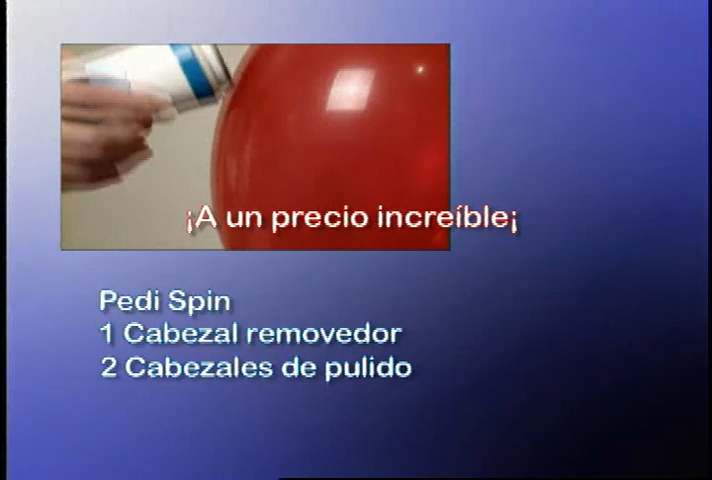 ¡A un precio increíble¡
Pedi Spin
1 Cabezal removedor
2 Cabezales de pulido